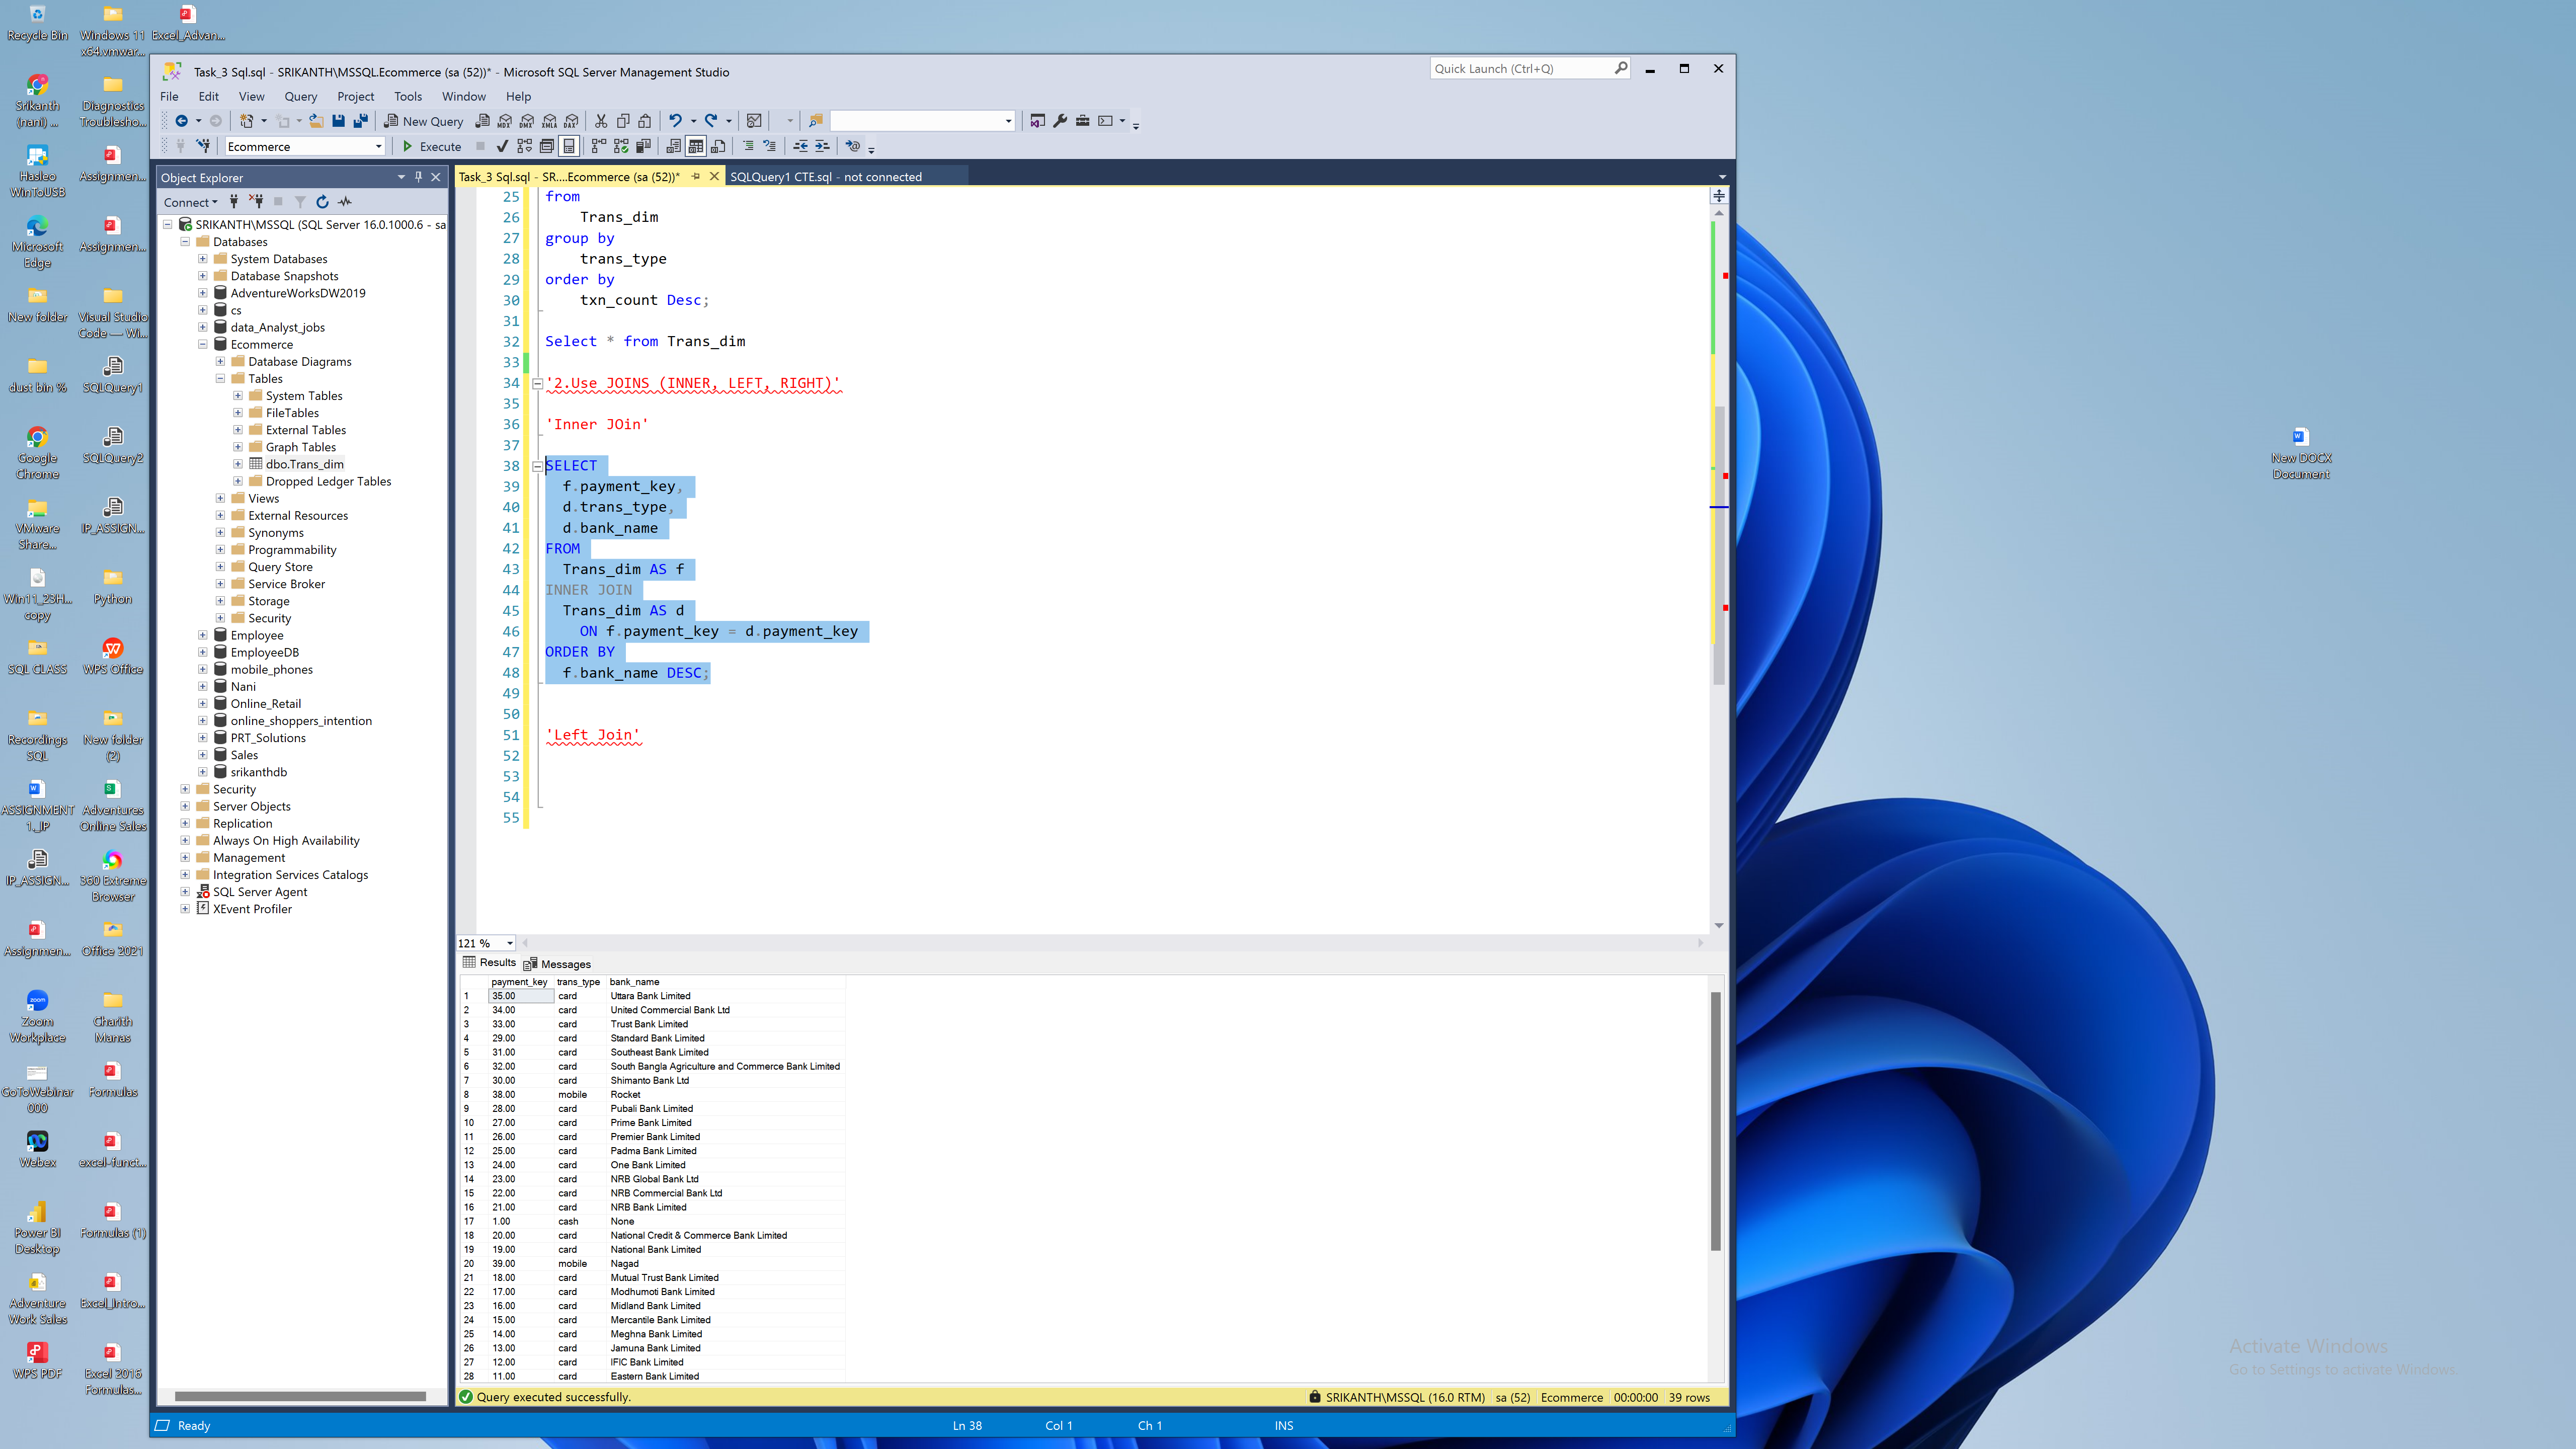 Recycle Bin
Windows 11 x64.vmwar...
Excel_Advan...
Srikanth (nani) ...
Diagnostics Troublesho...
Hasleo WinToUSB
Assignmen...
Microsoft Edge
Assignmen...
New folder
Visual Studio Code — Wi...
dust bin %
SQLQuery1
Google Chrome
SQLQuery2
VMware Share...
IP_ASSIGN...
Win11_23H... copy
Python
SQL CLASS
WPS Office
Recordings SQL
New folder (2)
ASSIGNMENT 1._IP
Adventures Online Sales
IP_ASSIGN...
360 Extreme Browser
Assignmen...
Office 2021
Zoom Workplace
Charith Manas
GoToWebinar 000
Formulas
Webex
excel-funct...
Power BI Desktop
Formulas (1)
Adventure Work Sales
Excel_Intro...
WPS PDF
Excel 2016 Formulas...
Task_3 Sql.sql - SRIKANTH\MSSQL.Ecommerce (sa (52))* - Microsoft SQL Server Management Studio
Quick Launch (Ctrl+Q)
File Edit View Query Project Tools Window Help
New Query
MDX DMX XMLA DAX
Ecommerce
Execute
Object Explorer
Connect
SRIKANTH\MSSQL (SQL Server 16.0.1000.6 - sa
Databases
System Databases
Database Snapshots
AdventureWorksDW2019
cs
data_Analyst_jobs
Ecommerce
Database Diagrams
Tables
System Tables
FileTables
External Tables
Graph Tables
dbo.Trans_dim
Dropped Ledger Tables
Views
External Resources
Synonyms
Programmability
Query Store
Service Broker
Storage
Security
Employee
EmployeeDB
mobile_phones
Nani
Online_Retail
online_shoppers_intention
PRT_Solutions
Sales
srikanthdb
Security
Server Objects
Replication
Always On High Availability
Management
Integration Services Catalogs
SQL Server Agent
XEvent Profiler
Task_3 Sql.sql - SR....Ecommerce (sa (52))*
SQLQuery1 CTE.sql - not connected
25 from
26 Trans_dim
27 group by
28 trans_type
29 order by
30 txn_count Desc;
31
32 Select * from Trans_dim
33
34 '2.Use JOINS (INNER, LEFT, RIGHT)'
35
36 'Inner JOin'
37
38 SELECT
39 f.payment_key,
40 d.trans_type,
41 d.bank_name
42 FROM
43 Trans_dim AS f
44 INNER JOIN
45 Trans_dim AS d
46 ON f.payment_key = d.payment_key
47 ORDER BY
48 f.bank_name DESC;
49
50
51 'Left Join'
52
53
54
55
121 %
Results Messages
payment_key trans_type bank_name
1 35.00 card Uttara Bank Limited
2 34.00 card United Commercial Bank Ltd
3 33.00 card Trust Bank Limited
4 29.00 card Standard Bank Limited
5 31.00 card Southeast Bank Limited
6 32.00 card South Bangla Agriculture and Commerce Bank Limited
7 30.00 card Shimanto Bank Ltd
8 38.00 mobile Rocket
9 28.00 card Pubali Bank Limited
10 27.00 card Prime Bank Limited
11 26.00 card Premier Bank Limited
12 25.00 card Padma Bank Limited
13 24.00 card One Bank Limited
14 23.00 card NRB Global Bank Ltd
15 22.00 card NRB Commercial Bank Ltd
16 21.00 card NRB Bank Limited
17 1.00 cash None
18 20.00 card National Credit & Commerce Bank Limited
19 19.00 card National Bank Limited
20 39.00 mobile Nagad
21 18.00 card Mutual Trust Bank Limited
22 17.00 card Modhumoti Bank Limited
23 16.00 card Midland Bank Limited
24 15.00 card Mercantile Bank Limited
25 14.00 card Meghna Bank Limited
26 13.00 card Jamuna Bank Limited
27 12.00 card IFIC Bank Limited
28 11.00 card Eastern Bank Limited
Query executed successfully.
SRIKANTH\MSSQL (16.0 RTM) sa (52) Ecommerce 00:00:00 39 rows
Ready Ln 38 Col 1 Ch 1 INS
New DOCX Document
Activate Windows
Go to Settings to activate Windows.